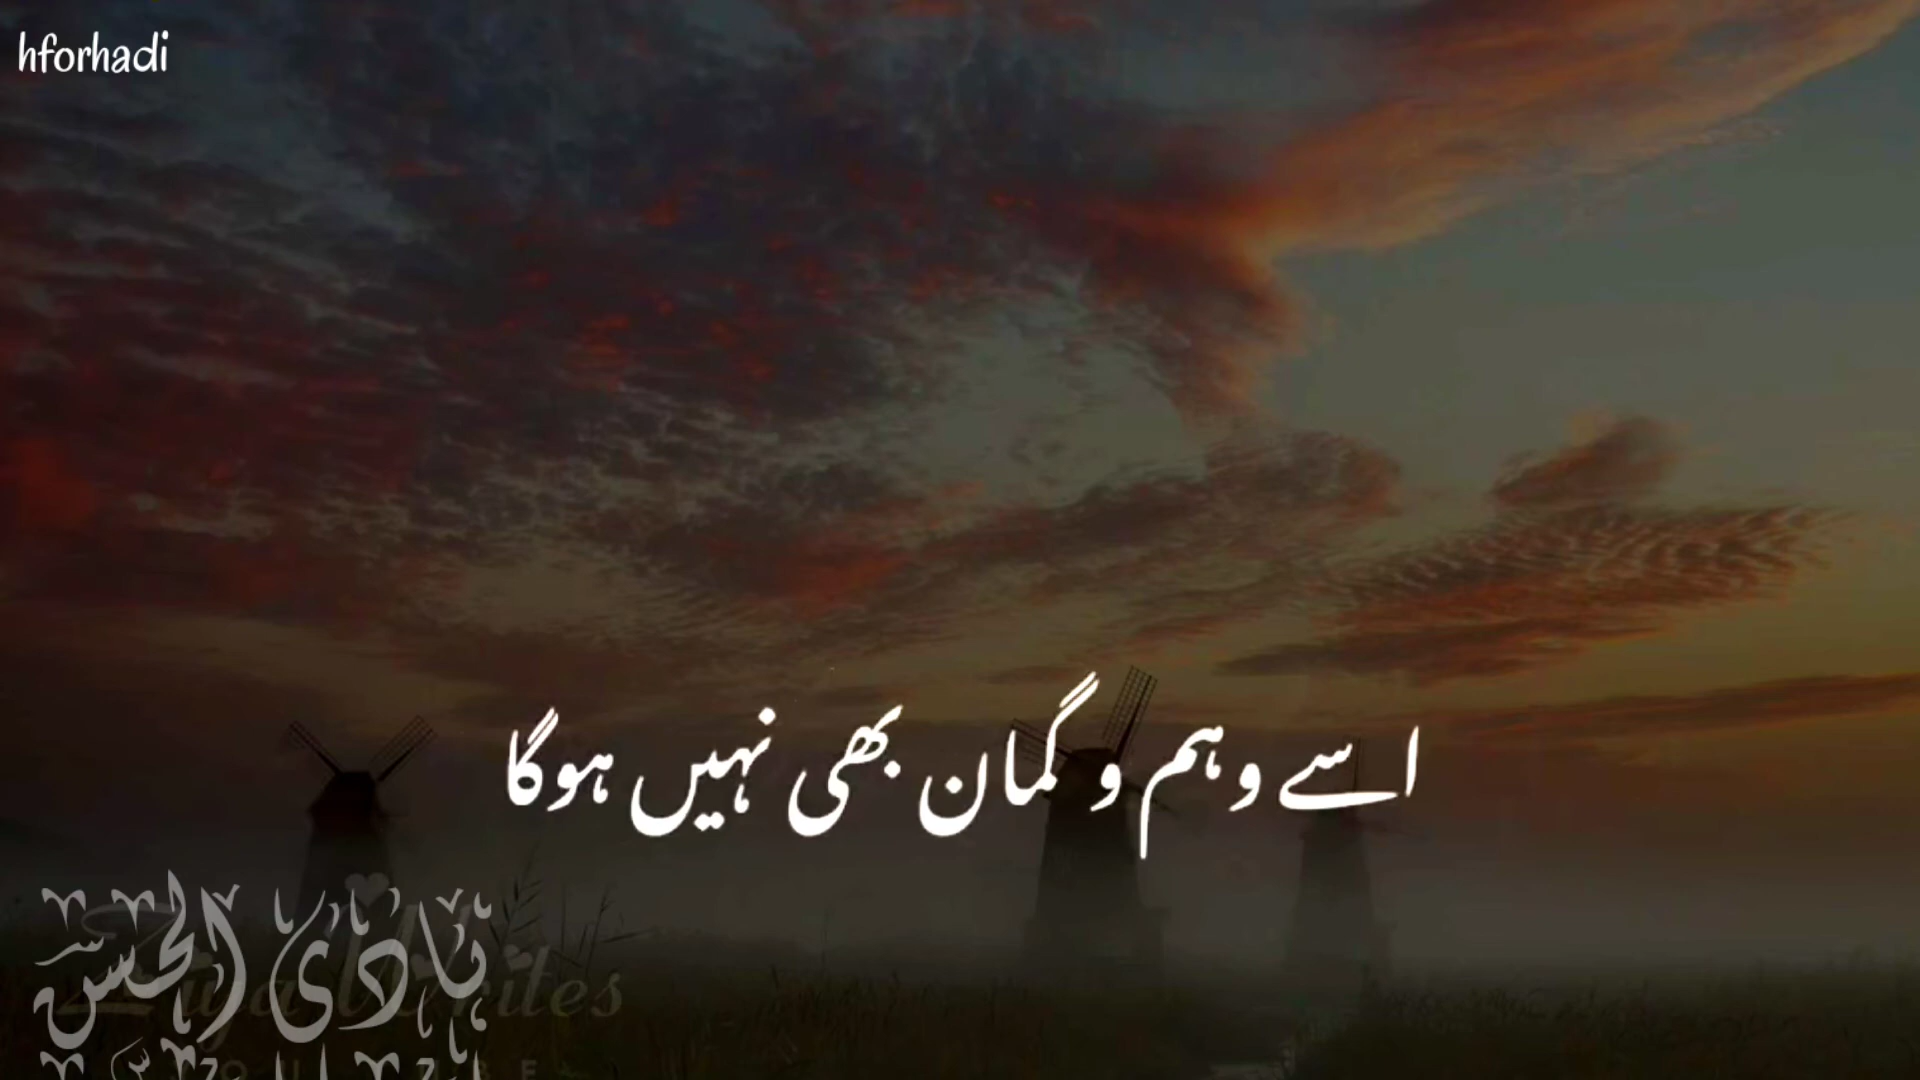 hforhadi
اسے وہم و گمان بھی نہیں ہوگا
ہادی الحسن